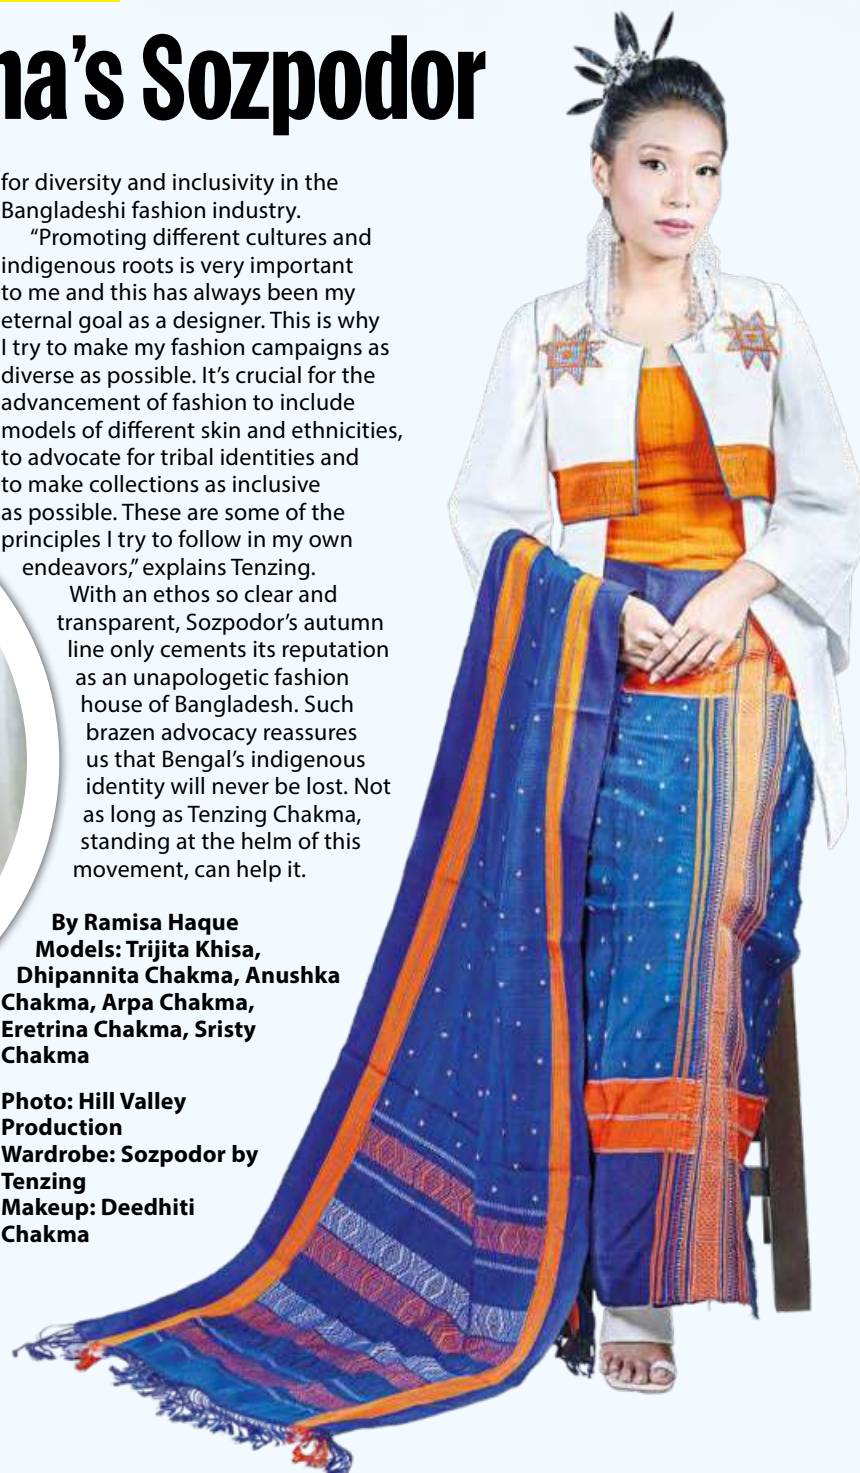 na’s Sozpodor
for diversity and inclusivity in the
Bangladeshi fashion industry.
“Promoting different cultures and
indigenous roots is very important
to me and this has always been my
eternal goal as a designer. This is why
I try to make my fashion campaigns as
diverse as possible. It’s crucial for the
advancement of fashion to include
models of different skin and ethnicities,
to advocate for tribal identities and
to make collections as inclusive
as possible. These are some of the
principles I try to follow in my own
endeavors,” explains Tenzing.
With an ethos so clear and
transparent, Sozpodor’s autumn
line only cements its reputation
as an unapologetic fashion
house of Bangladesh. Such
brazen advocacy reassures
us that Bengal’s indigenous
identity will never be lost. Not
as long as Tenzing Chakma,
standing at the helm of this
movement, can help it.
By Ramisa Haque
Models: Trijita Khisa,
Dhipannita Chakma, Anushka
Chakma, Arpa Chakma,
Eretrina Chakma, Sristy
Chakma
Photo: Hill Valley
Production
Wardrobe: Sozpodor by
Tenzing
Makeup: Deedhiti
Chakma